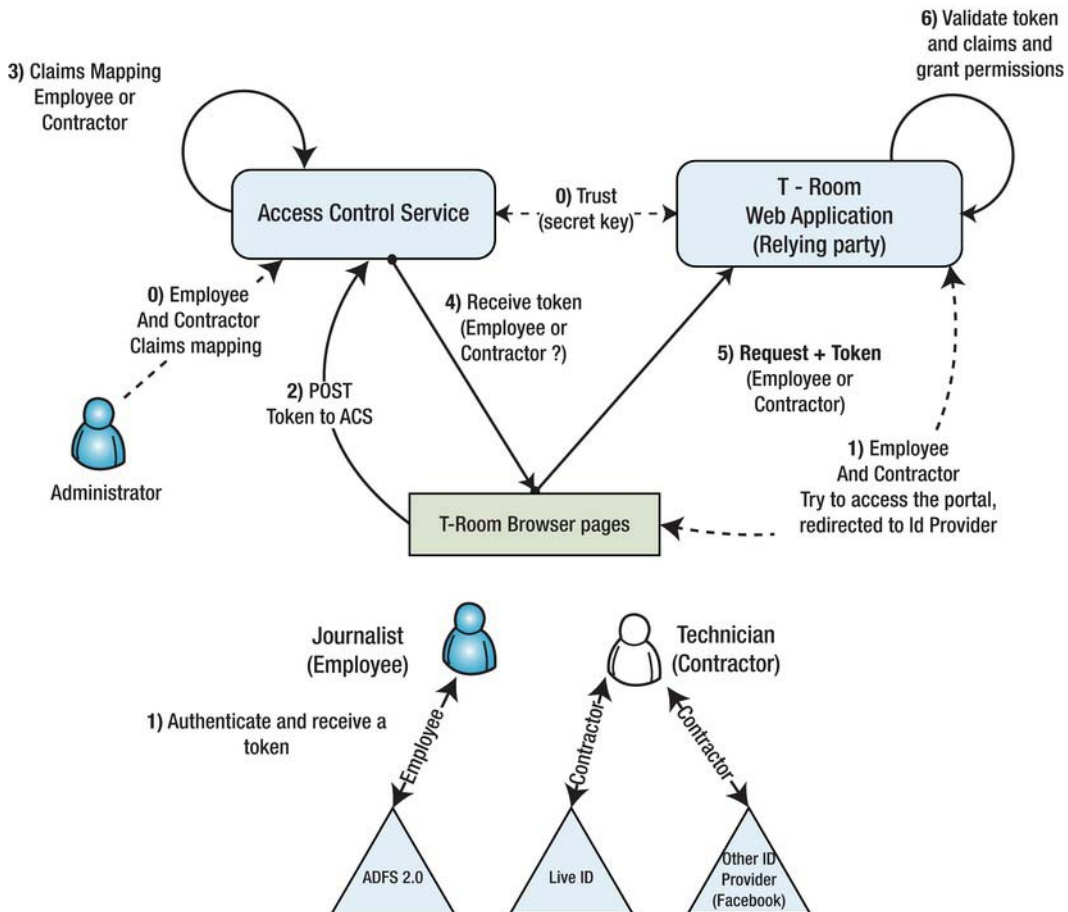 6) Validate token
and claims and
grant permissions
3) Claims Mapping
Employee or
Contractor
Access Control Service
0) Trust
(secret key)
T - Room
Web Application
(Relying party)
0) Employee
And Contractor
Claims mapping
4) Receive token
(Employee or
Contractor ?)
5) Request + Token
(Employee or
Contractor)
2) POST
Token to ACS
Administrator
1) Employee
And Contractor
Try to access the portal,
redirected to Id Provider
T-Room Browser pages
Journalist
(Employee)
Technician
(Contractor)
1) Authenticate and receive a
token
Employee
Contractor
Contractor
ADFS 2.0
Live ID
Other ID
Provider
(Facebook)